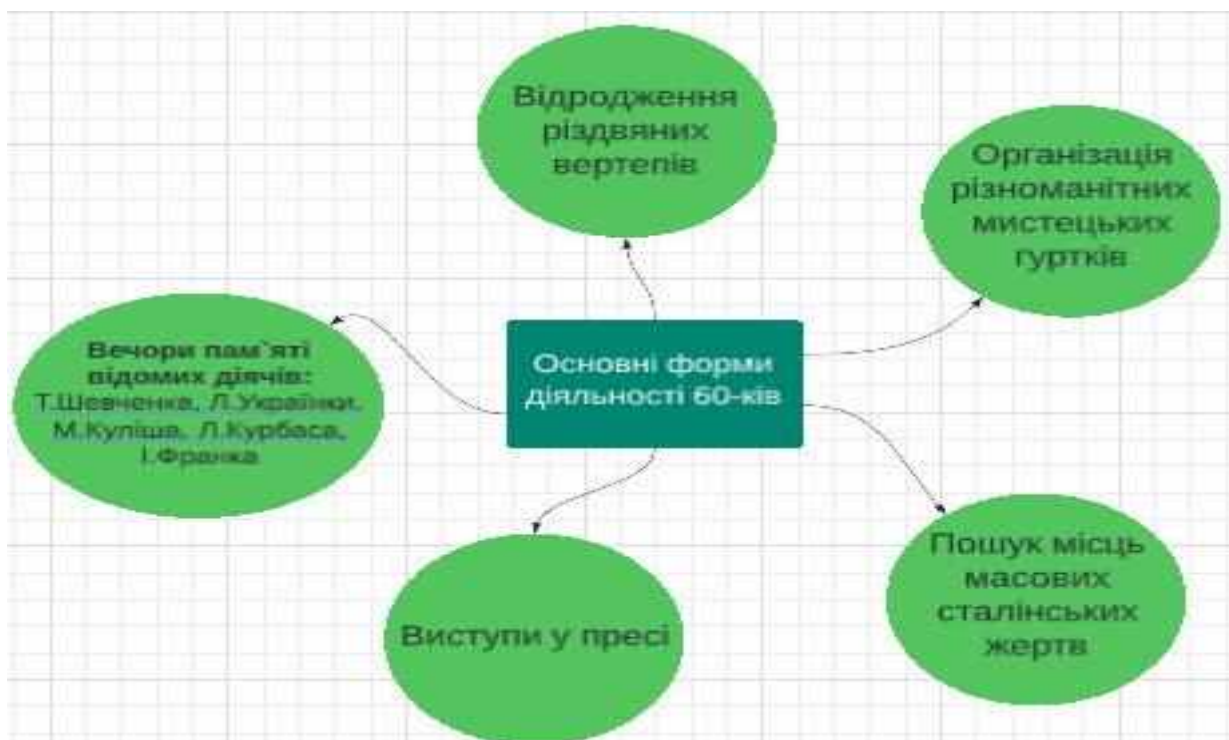 Відродження
різдвяних
вертепів
Організація
різноманітних
мистецьких
гуртків
Вечори пам`яті
відомих діячів:
Т.Шевченка, Л.Українки,
М.Куліша, Л.Курбаса,
І.Франка
Основні форми
діяльності 60-ків
Виступи у пресі
Пошук місць
масових
сталінських
жертв